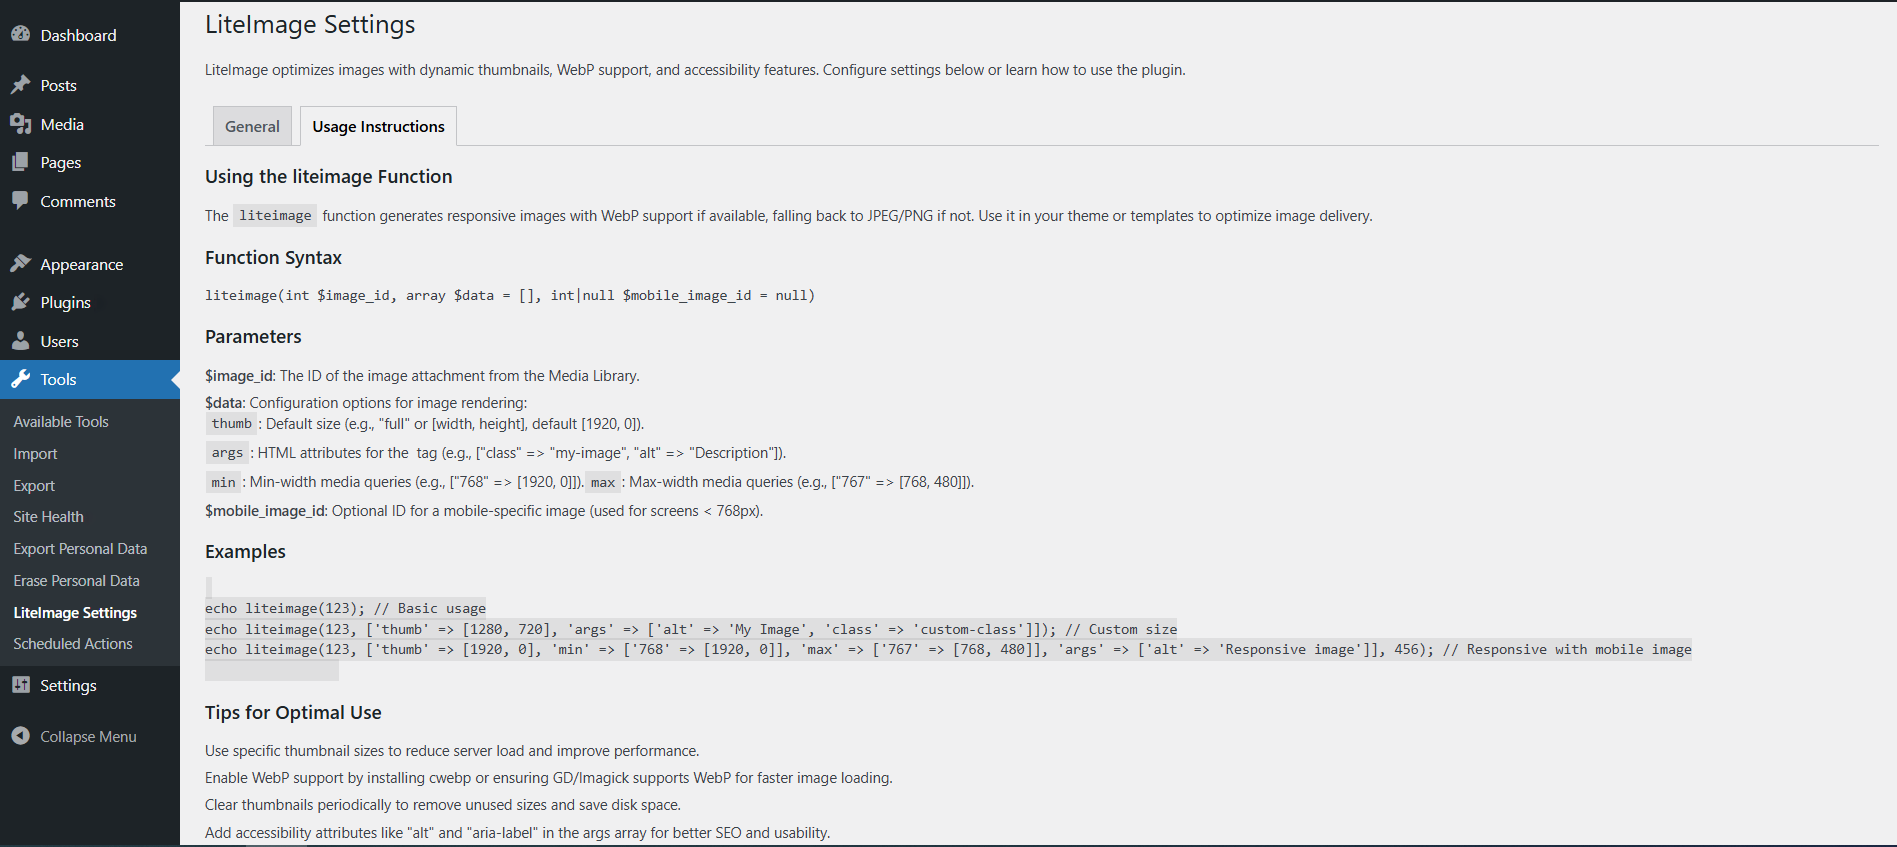 Dashboard
Posts
Media
Pages
Comments
Appearance
Plugins
Users
Tools
Available Tools
Import
Export
Site Health
Export Personal Data
Erase Personal Data
LiteImage Settings
Scheduled Actions
Settings
Collapse Menu
LiteImage Settings
LiteImage optimizes images with dynamic thumbnails, WebP support, and accessibility features. Configure settings below or learn how to use the plugin.
General
Usage Instructions
Using the liteimage Function
The liteimage function generates responsive images with WebP support if available, falling back to JPEG/PNG if not. Use it in your theme or templates to optimize image delivery.
Function Syntax
liteimage(int $image_id, array $data = [], int|null $mobile_image_id = null)
Parameters
$image_id: The ID of the image attachment from the Media Library.
$data: Configuration options for image rendering:
thumb : Default size (e.g., "full" or [width, height], default [1920, 0]).
args : HTML attributes for the tag (e.g., ["class" => "my-image", "alt" => "Description"]).
min : Min-width media queries (e.g., ["768" => [1920, 0]]). max : Max-width media queries (e.g., ["767" => [768, 480]]).
$mobile_image_id: Optional ID for a mobile-specific image (used for screens < 768px).
Examples
echo liteimage(123); // Basic usage
echo liteimage(123, ['thumb' => [1280, 720], 'args' => ['alt' => 'My Image', 'class' => 'custom-class']]); // Custom size
echo liteimage(123, ['thumb' => [1920, 0], 'min' => ['768' => [1920, 0]], 'max' => ['767' => [768, 480]], 'args' => ['alt' => 'Responsive image']], 456); // Responsive with mobile image
Tips for Optimal Use
Use specific thumbnail sizes to reduce server load and improve performance.
Enable WebP support by installing cwebp or ensuring GD/Imagick supports WebP for faster image loading.
Clear thumbnails periodically to remove unused sizes and save disk space.
Add accessibility attributes like "alt" and "aria-label" in the args array for better SEO and usability.